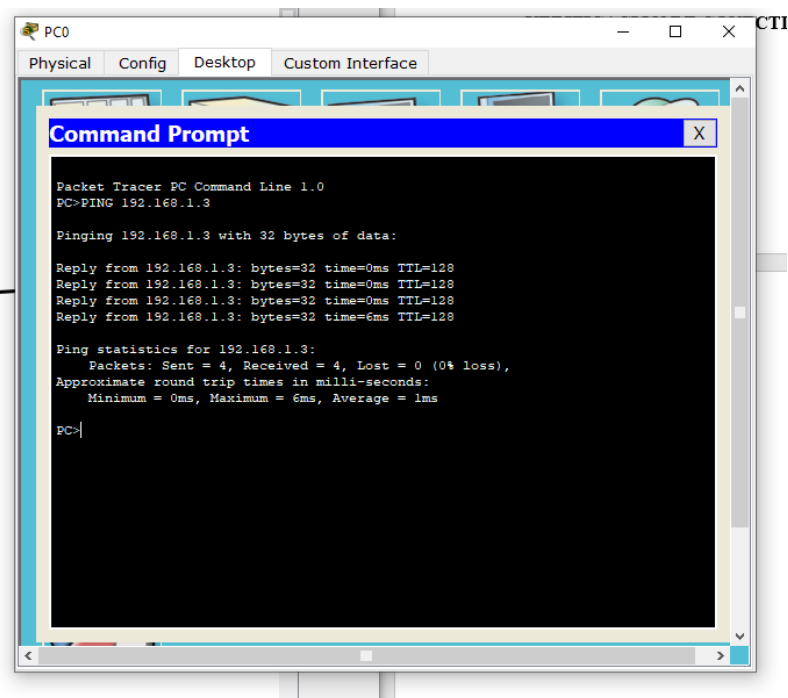 PC0
Physical Config Desktop Custom Interface
Command Prompt X
Packet Tracer PC Command Line 1.0
PC>PING 192.168.1.3
Pinging 192.168.1.3 with 32 bytes of data:
Reply from 192.168.1.3: bytes=32 time=0ms TTL=128
Reply from 192.168.1.3: bytes=32 time=0ms TTL=128
Reply from 192.168.1.3: bytes=32 time=0ms TTL=128
Reply from 192.168.1.3: bytes=32 time=6ms TTL=128
Ping statistics for 192.168.1.3:
Packets: Sent = 4, Received = 4, Lost = 0 (0% loss),
Approximate round trip times in milli-seconds:
Minimum = 0ms, Maximum = 6ms, Average = 1ms
PC>